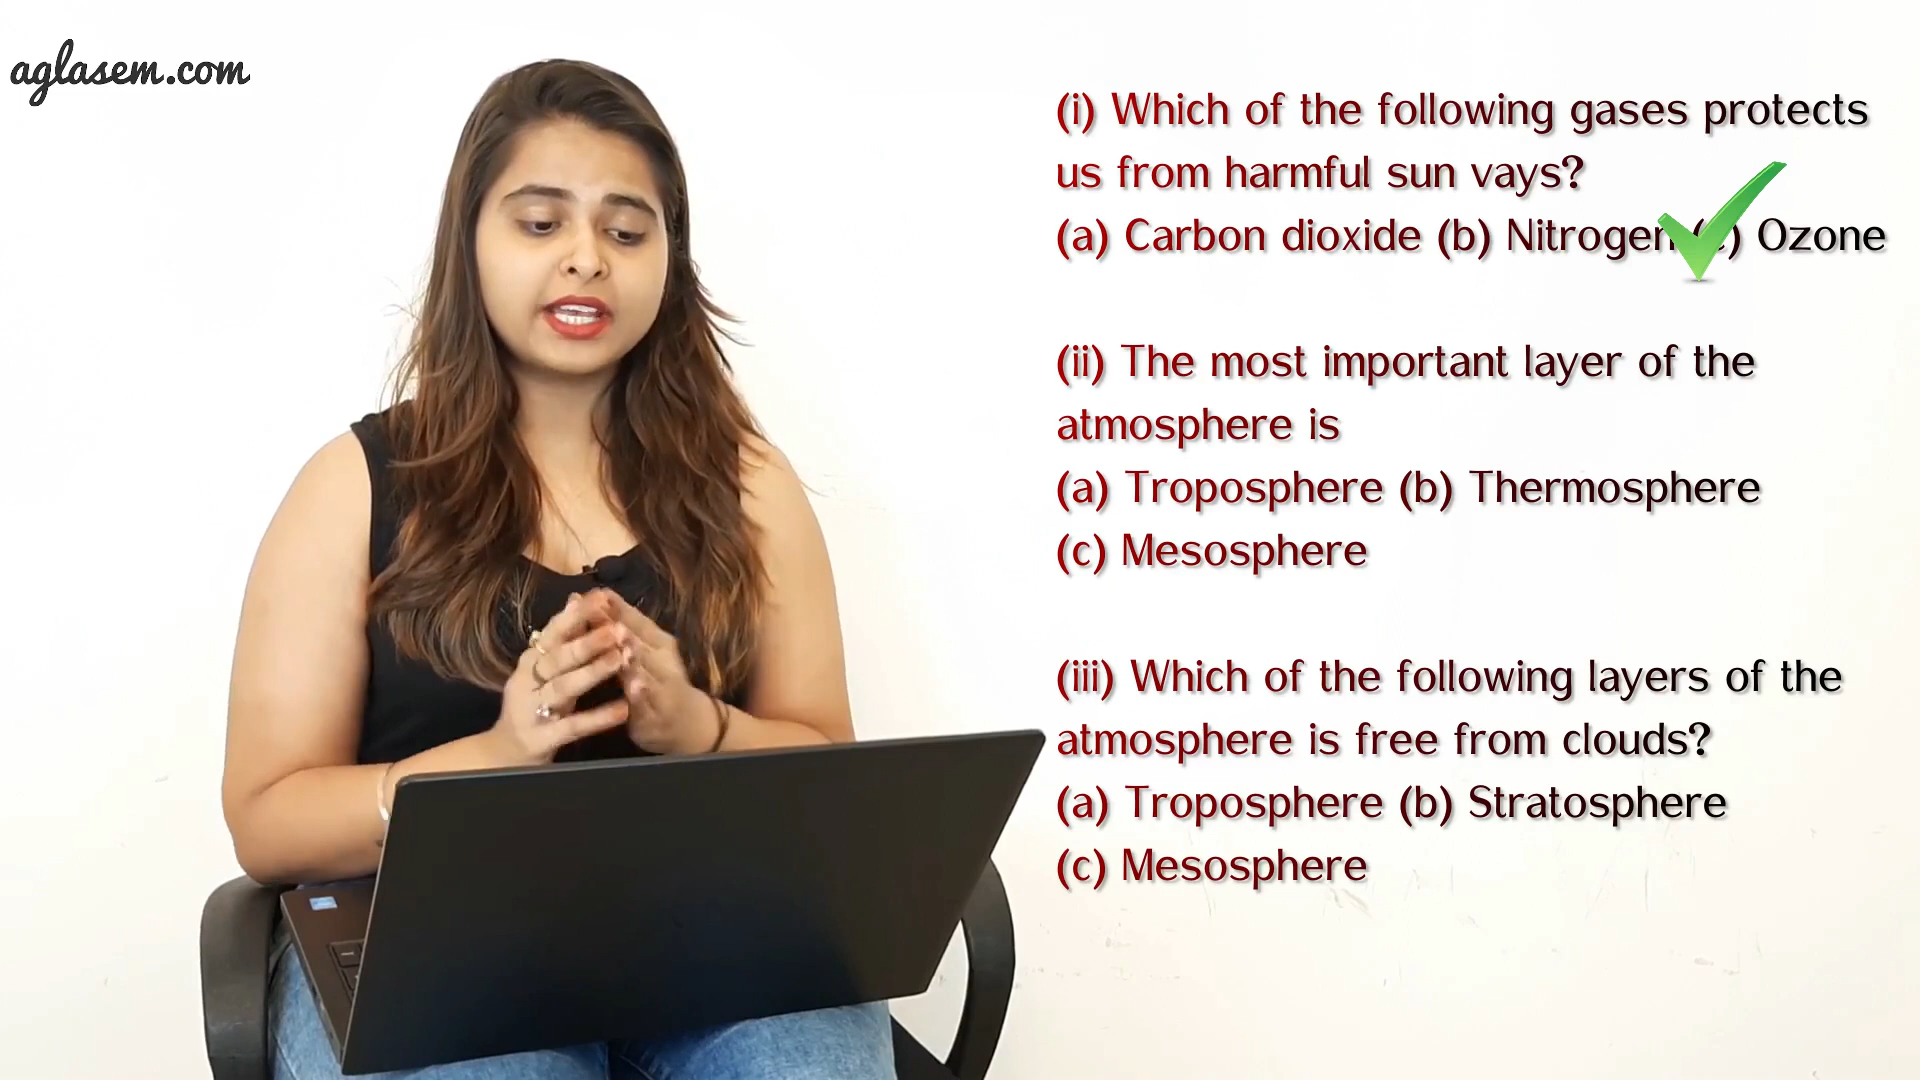 aglasem.com
(i) Which of the following gases protects
us from harmful sun vays?
(a) Carbon dioxide (b) Nitrogen (c) Ozone
(ii) The most important layer of the
atmosphere is
(a) Troposphere (b) Thermosphere
(c) Mesosphere
(iii) Which of the following layers of the
atmosphere is free from clouds?
(a) Troposphere (b) Stratosphere
(c) Mesosphere